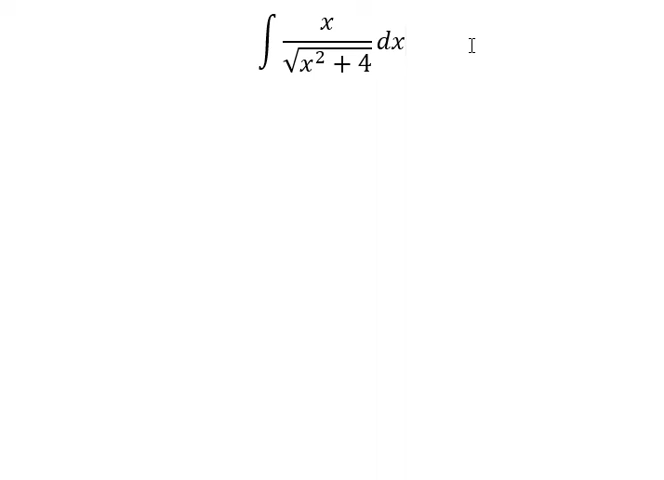 ∫ x/√(x² + 4) dx